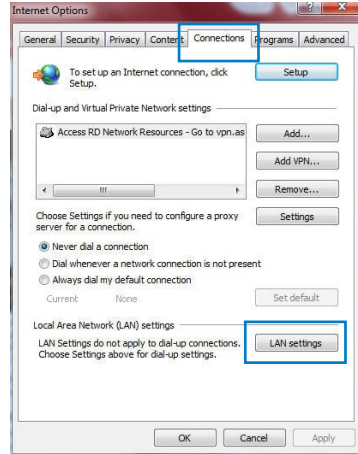 Internet Options
General Security Privacy Content Connections Programs Advanced
To set up an Internet connection, click
Setup.
Setup
Dial-up and Virtual Private Network settings
Access RD Network Resources - Go to vpn.as
Add...
Add VPN...
Remove...
Choose Settings if you need to configure a proxy
server for a connection.
Settings
Never dial a connection
Dial whenever a network connection is not present
Always dial my default connection
Current None
Set default
Local Area Network (LAN) settings
LAN Settings do not apply to dial-up connections.
Choose Settings above for dial-up settings.
LAN settings
OK Cancel Apply